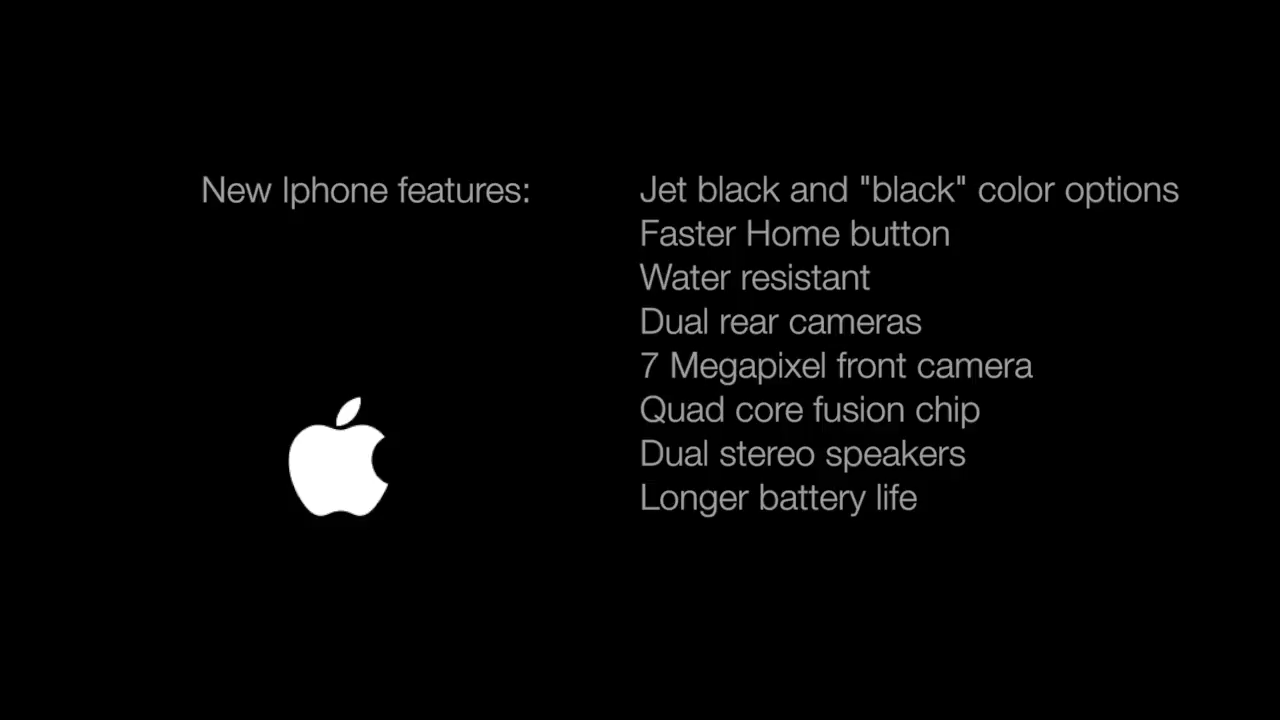 New Iphone features:
Jet black and "black" color options
Faster Home button
Water resistant
Dual rear cameras
7 Megapixel front camera
Quad core fusion chip
Dual stereo speakers
Longer battery life